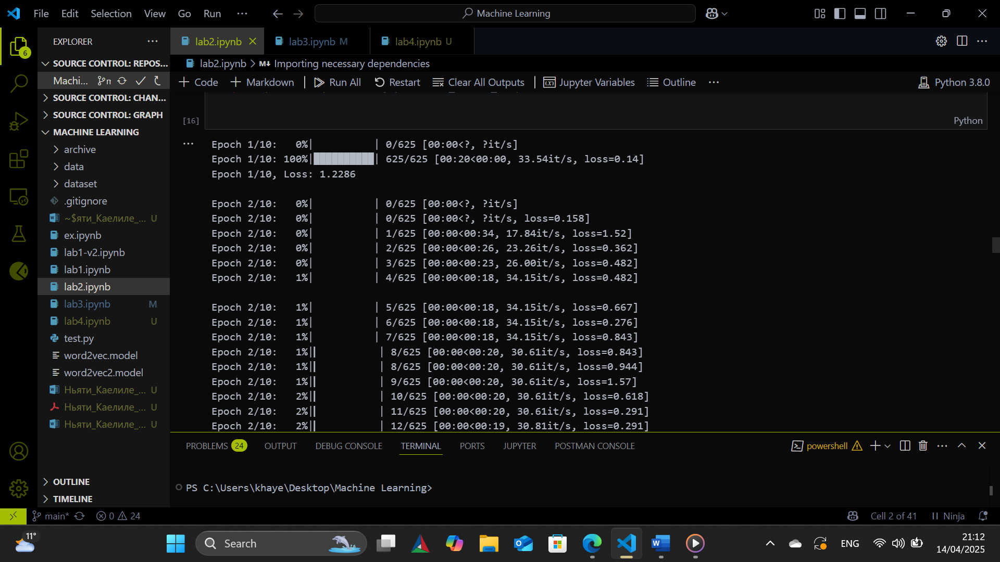 File Edit Selection View Go Run ··· Machine Learning
EXPLORER ···
6
SOURCE CONTROL: REPOS...
Machi...
SOURCE CONTROL: CHAN...
SOURCE CONTROL: GRAPH
MACHINE LEARNING
archive
data
dataset
.gitignore
~$яти_Каелиле_... U
ex.ipynb
lab1-v2.ipynb
lab1.ipynb
lab2.ipynb
lab3.ipynb M
lab4.ipynb U
test.py
word2vec.model
word2vec2.model
Ньяти_Каелиле_... U
Ньяти_Каелиле_... U
Ньяти_Каелиле_... U
OUTLINE
TIMELINE
lab2.ipynb lab3.ipynb M lab4.ipynb U
lab2.ipynb > M↓ Importing necessary dependencies
+ Code + Markdown | Run All Restart Clear All Outputs | Jupyter Variables Outline ··· Python 3.8.0
[16] Python
···
Epoch 1/10:   0%|          | 0/625 [00:00<?, ?it/s]
Epoch 1/10: 100%|██████████| 625/625 [00:20<00:00, 33.54it/s, loss=0.14]
Epoch 1/10, Loss: 1.2286
Epoch 2/10:   0%|          | 0/625 [00:00<?, ?it/s]
Epoch 2/10:   0%|          | 0/625 [00:00<?, ?it/s, loss=0.158]
Epoch 2/10:   0%|          | 1/625 [00:00<00:34, 17.84it/s, loss=1.52]
Epoch 2/10:   0%|          | 2/625 [00:00<00:26, 23.26it/s, loss=0.362]
Epoch 2/10:   0%|          | 3/625 [00:00<00:23, 26.00it/s, loss=0.482]
Epoch 2/10:   1%|          | 4/625 [00:00<00:18, 34.15it/s, loss=0.482]
Epoch 2/10:   1%|          | 5/625 [00:00<00:18, 34.15it/s, loss=0.667]
Epoch 2/10:   1%|          | 6/625 [00:00<00:18, 34.15it/s, loss=0.276]
Epoch 2/10:   1%|          | 7/625 [00:00<00:18, 34.15it/s, loss=0.843]
Epoch 2/10:   1%|▏         | 8/625 [00:00<00:20, 30.61it/s, loss=0.843]
Epoch 2/10:   1%|▏         | 8/625 [00:00<00:20, 30.61it/s, loss=0.944]
Epoch 2/10:   1%|▏         | 9/625 [00:00<00:20, 30.61it/s, loss=1.57]
Epoch 2/10:   2%|▏         | 10/625 [00:00<00:20, 30.61it/s, loss=0.618]
Epoch 2/10:   2%|▏         | 11/625 [00:00<00:20, 30.61it/s, loss=0.291]
Epoch 2/10:   2%|▏         | 12/625 [00:00<00:19, 30.81it/s, loss=0.291]
PROBLEMS 24 OUTPUT DEBUG CONSOLE TERMINAL PORTS JUPYTER POSTMAN CONSOLE powershell
PS C:\Users\khaye\Desktop\Machine Learning>
main* 0 24 Cell 2 of 41 Ninja
11° Search ENG 21:12
14/04/2025